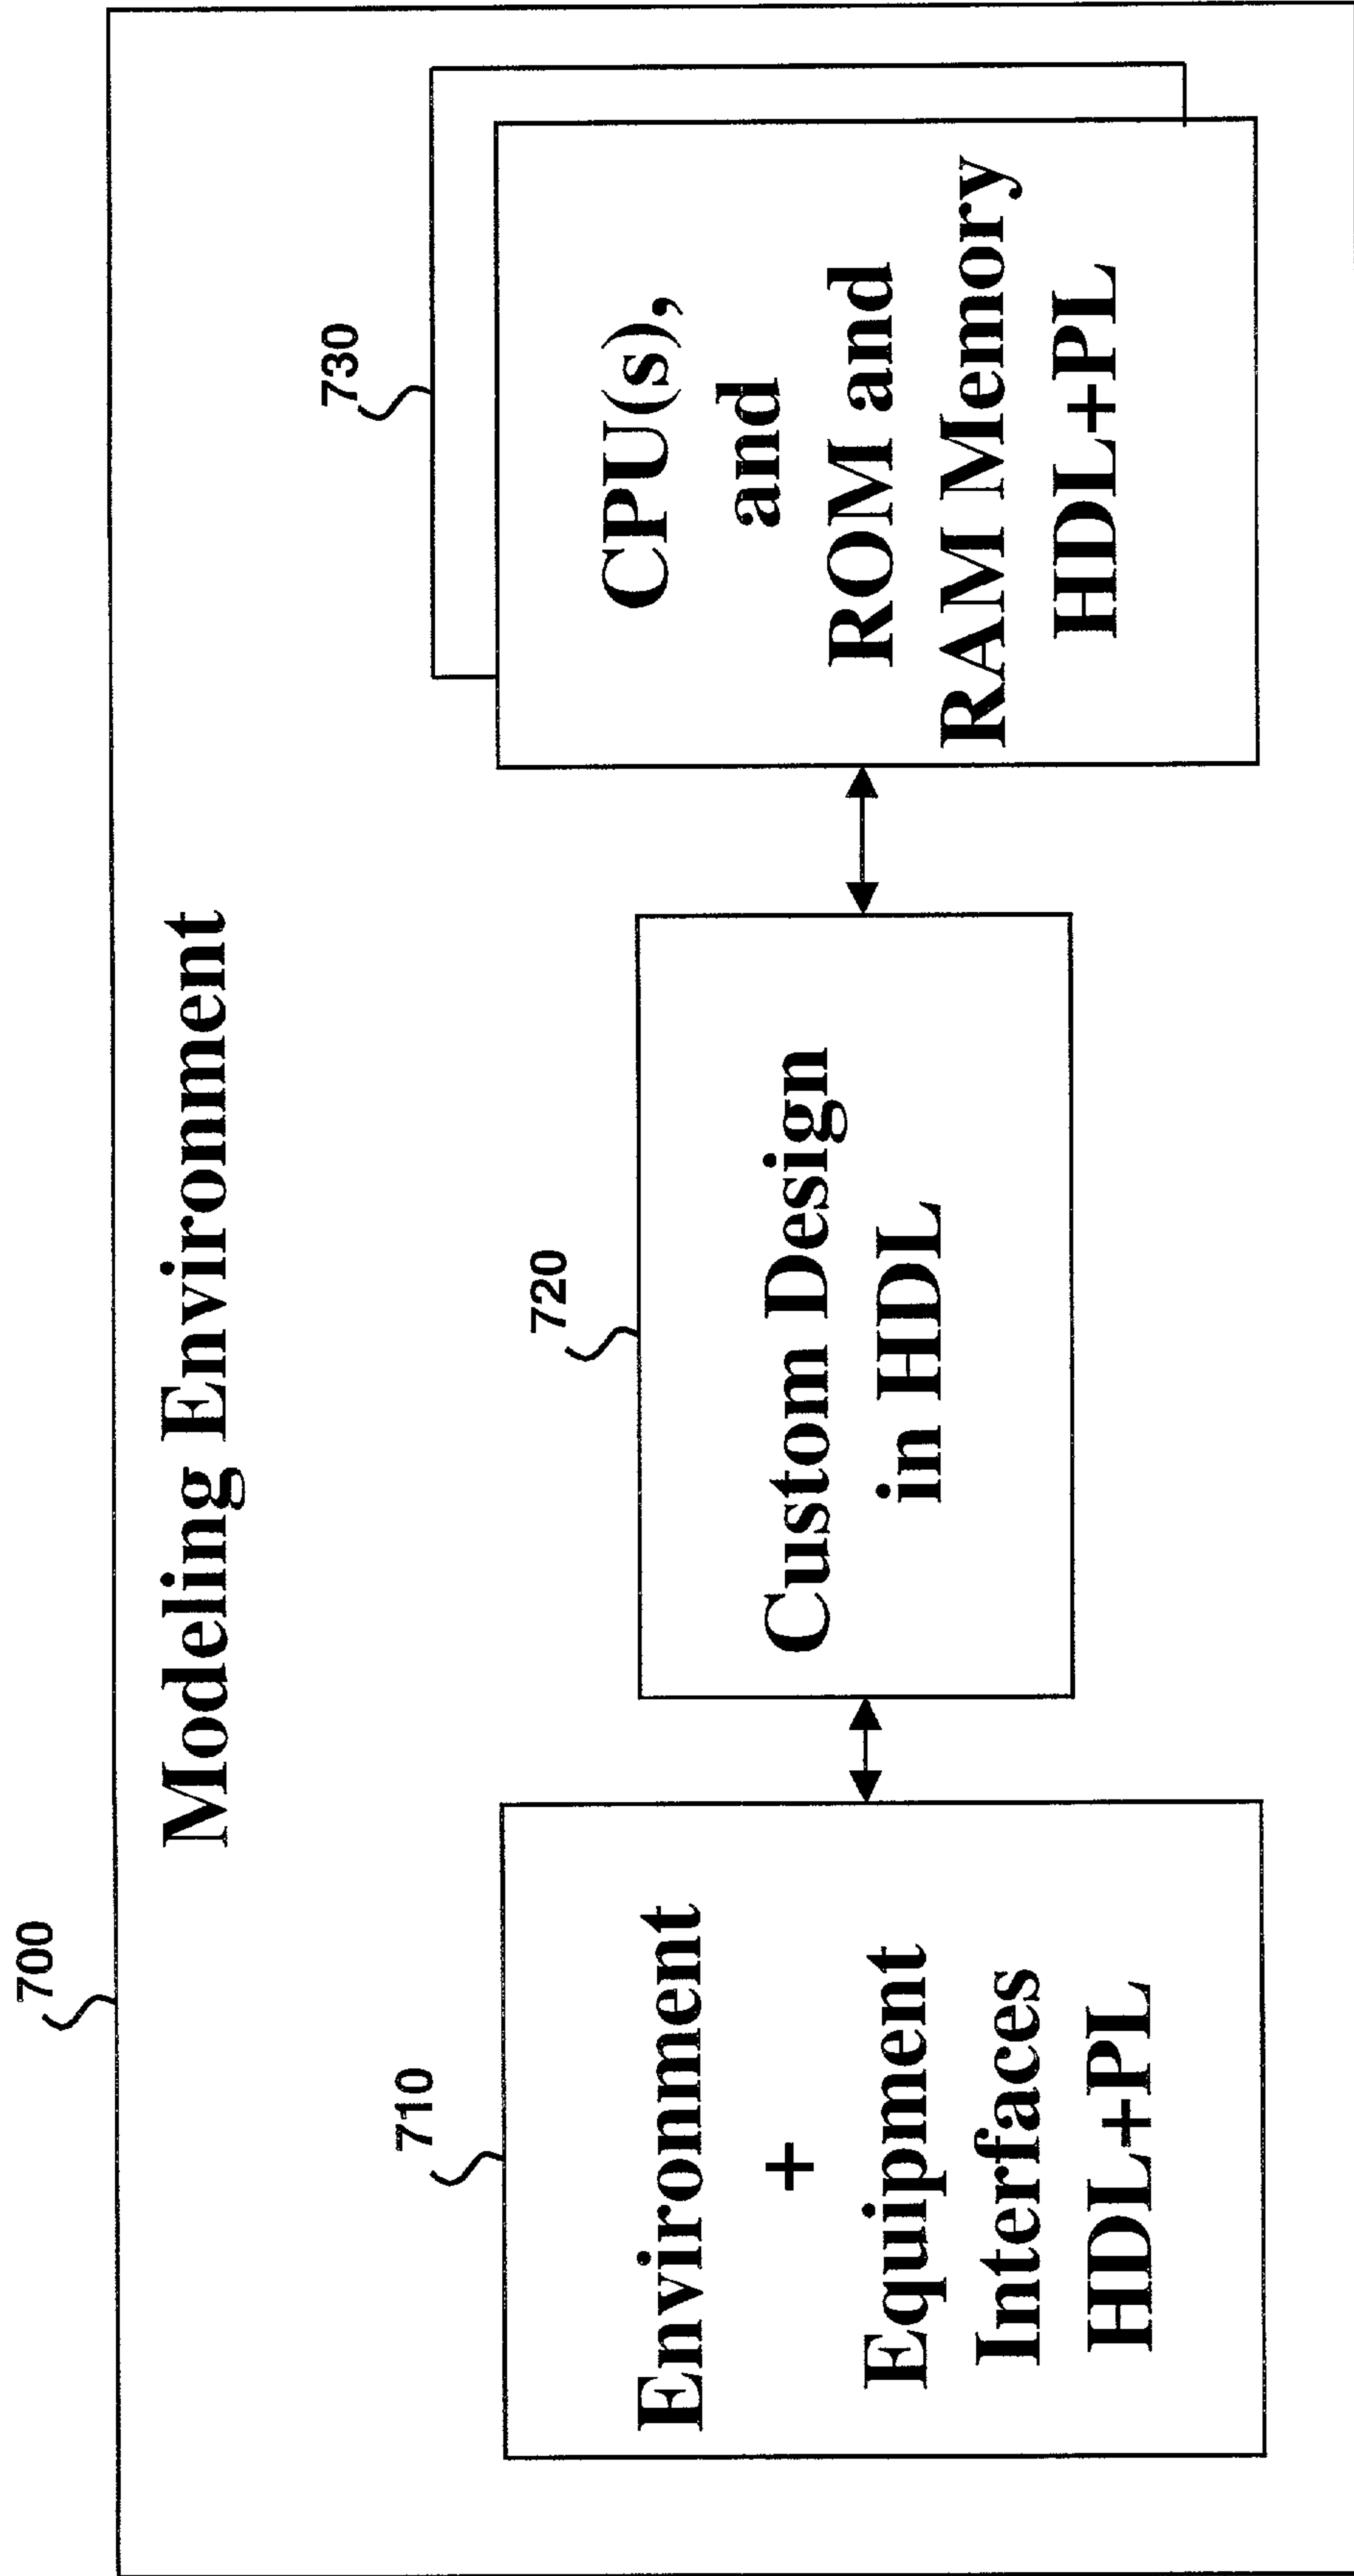 700
Modeling Environment
710
Environment
+
Equipment
Interfaces
HDL+PL
720
Custom Design
in HDL
730
CPU(s),
and
ROM and
RAM Memory
HDL+PL